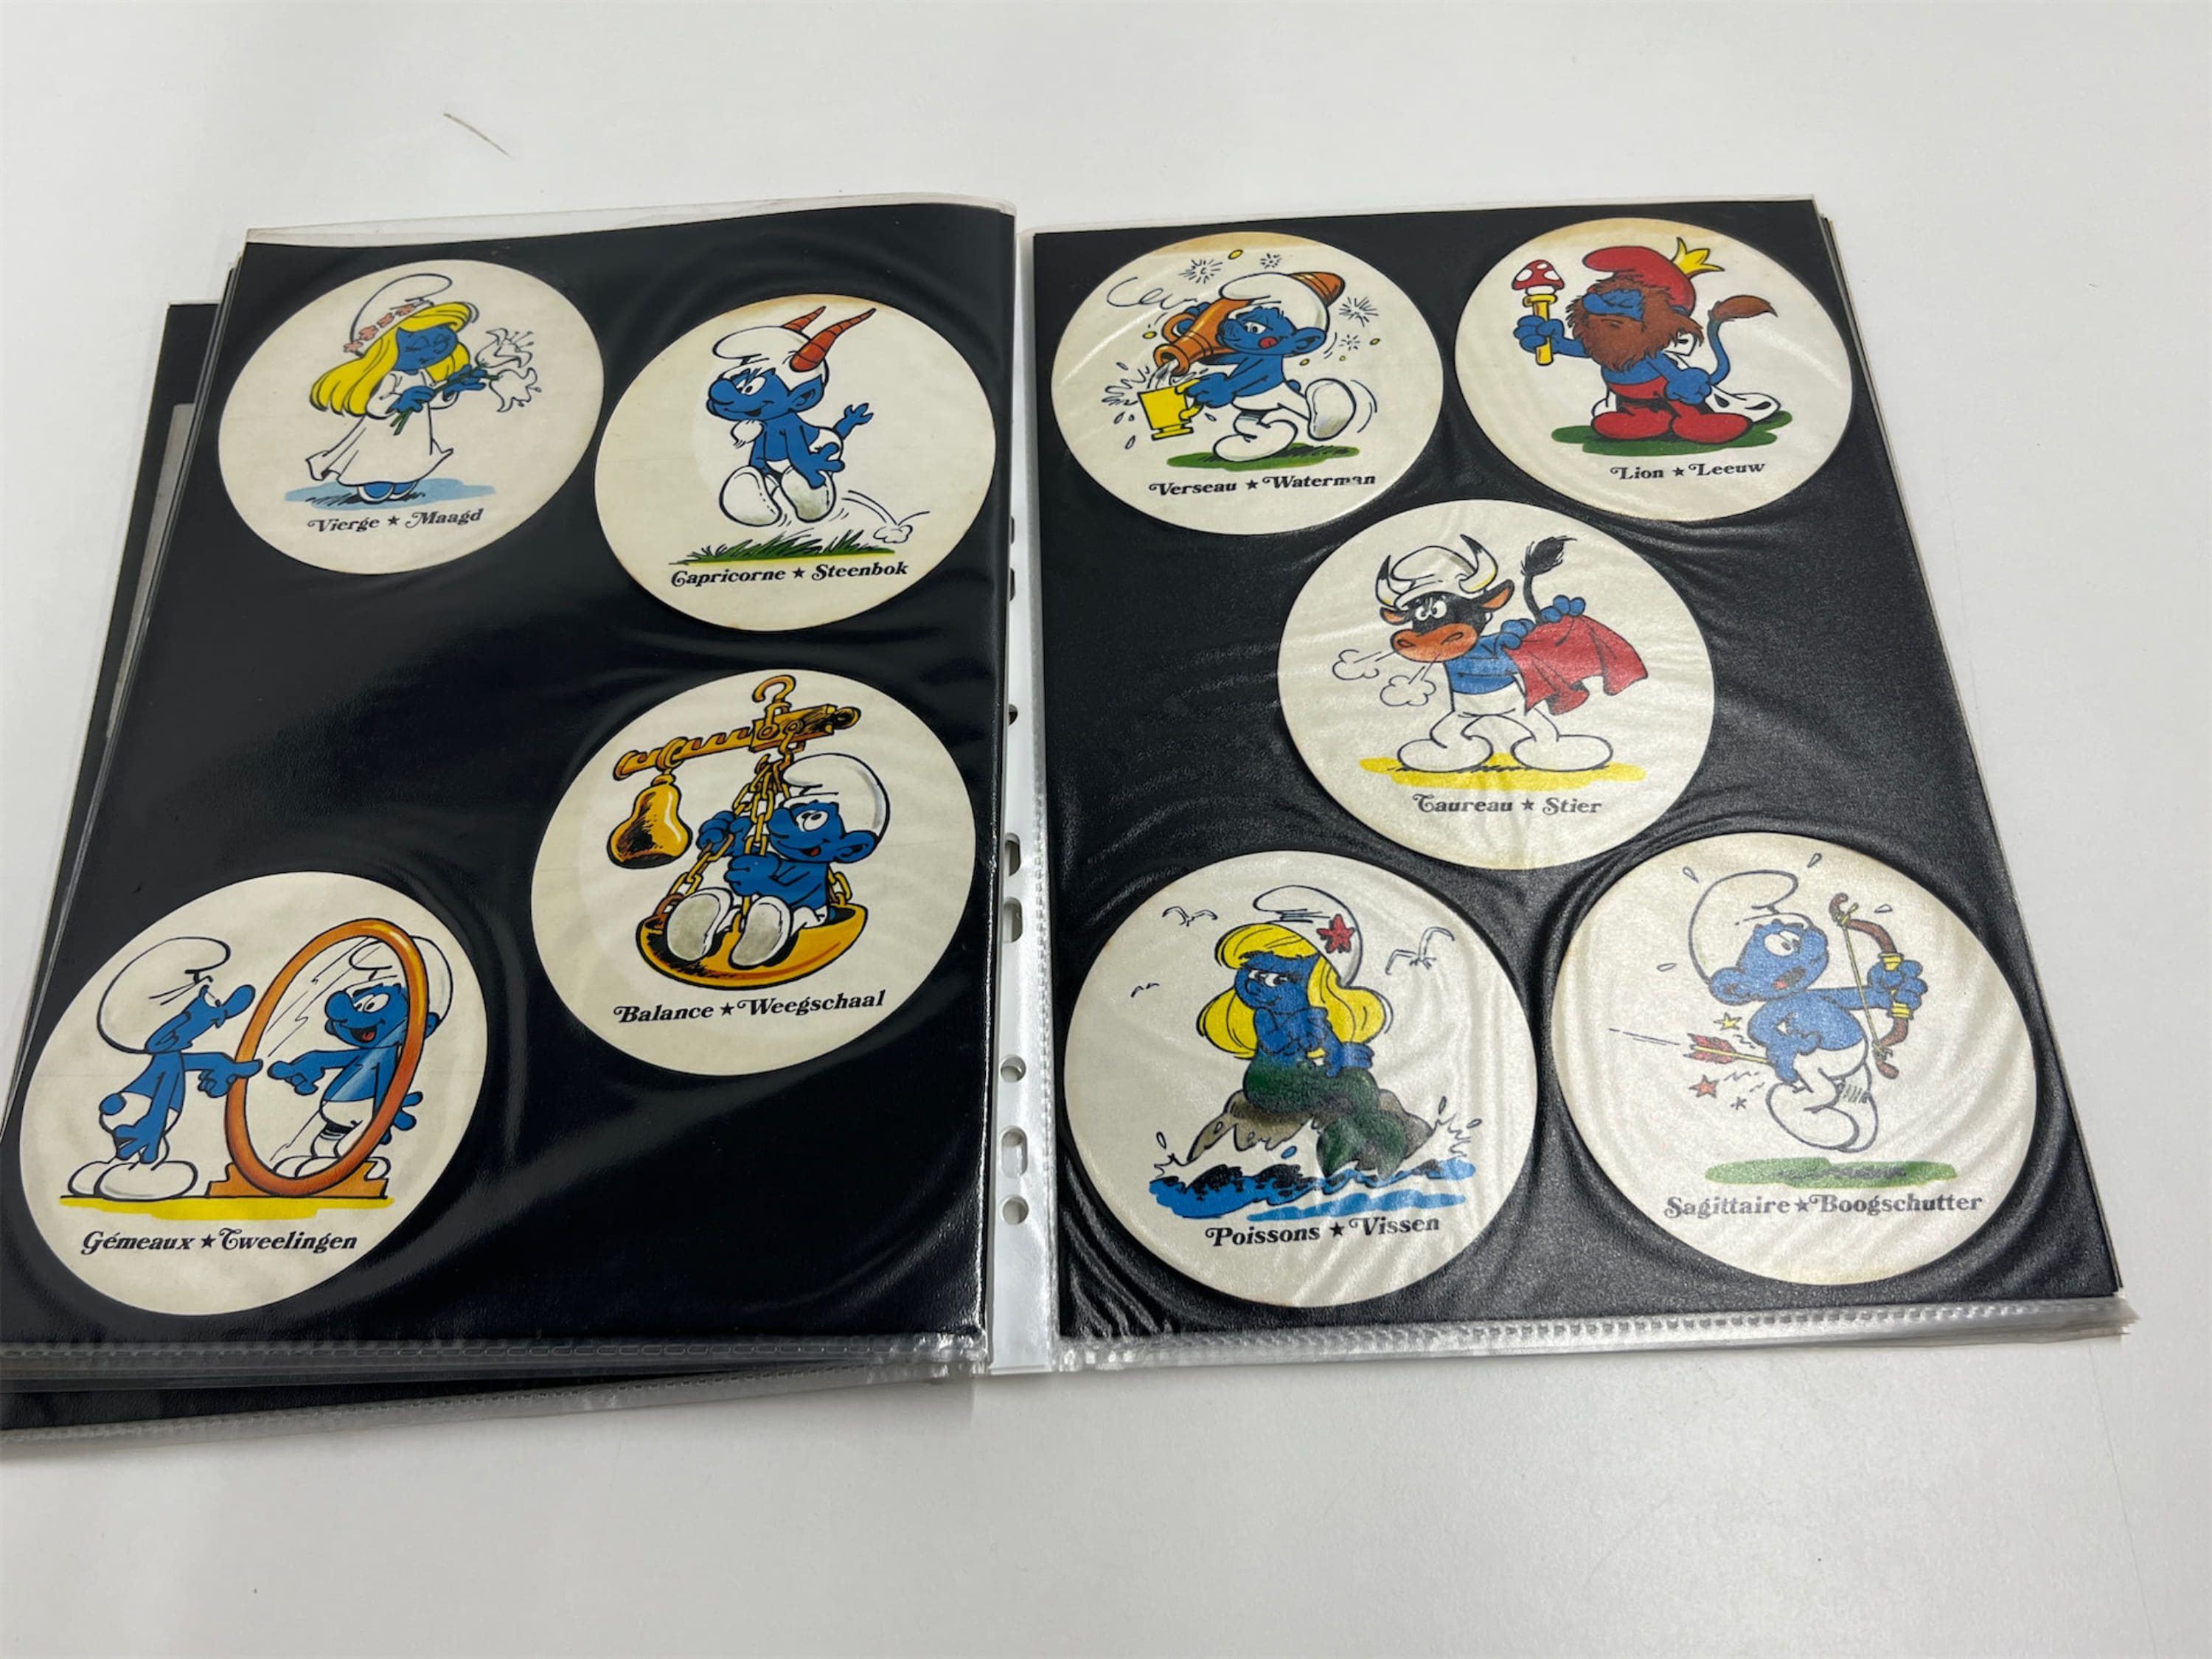 Vierge ★ Maagd
Capricorne ★ Steenbok
Balance ★ Weegschaal
Gémeaux ★ Tweelingen
Verseau ★ Waterman
Lion ★ Leeuw
Taureau ★ Stier
Poissons ★ Vissen
Sagittaire ★ Boogschutter